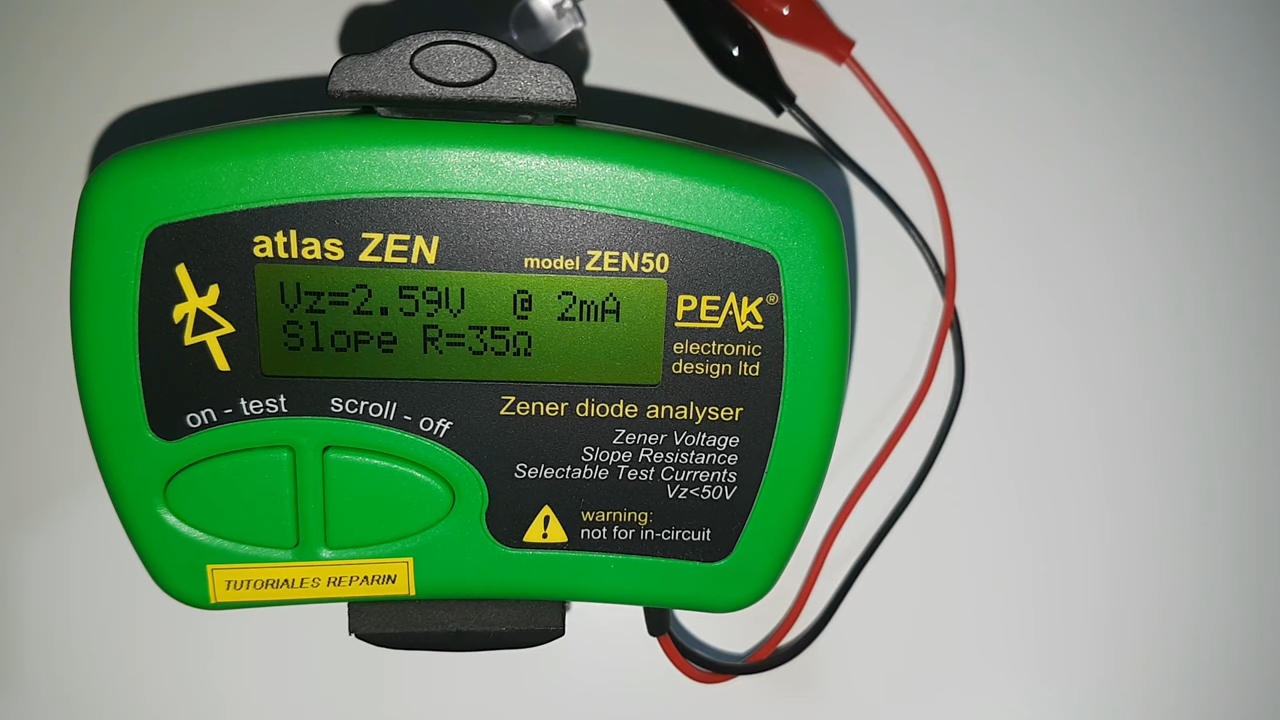 atlas ZEN
model ZEN50
Vz=2.59V @ 2mA
Slope R=35Ω
PEAK®
electronic
design ltd
on - test
scroll - off
Zener diode analyser
Zener Voltage
Slope Resistance
Selectable Test Currents
Vz<50V
warning:
not for in-circuit
TUTORIALES REPARIN